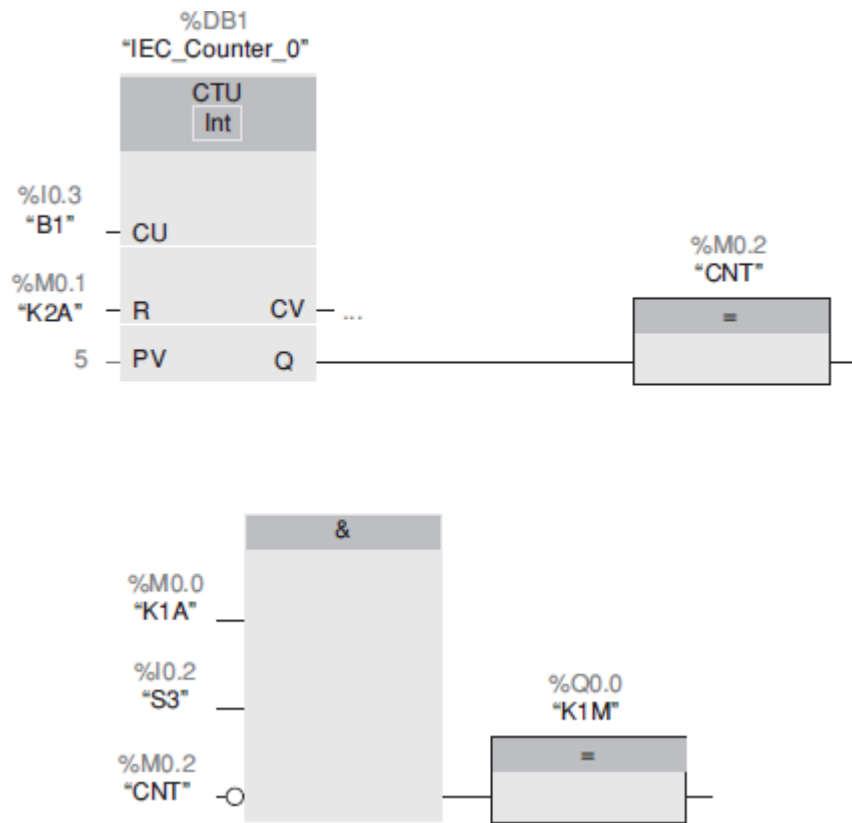 %DB1
“IEC_Counter_0”
CTU
Int
%I0.3
“B1”
CU
%M0.1
“K2A”
R
CV
...
5
PV
Q
%M0.2
“CNT”
=
&
%M0.0
“K1A”
%I0.2
“S3”
%M0.2
“CNT”
%Q0.0
“K1M”
=